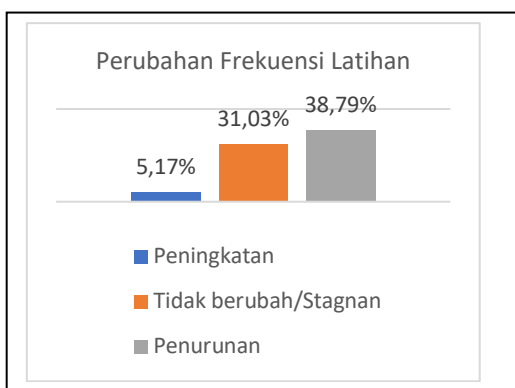 Perubahan Frekuensi Latihan
5,17%
31,03%
38,79%
Peningkatan
Tidak berubah/Stagnan
Penurunan